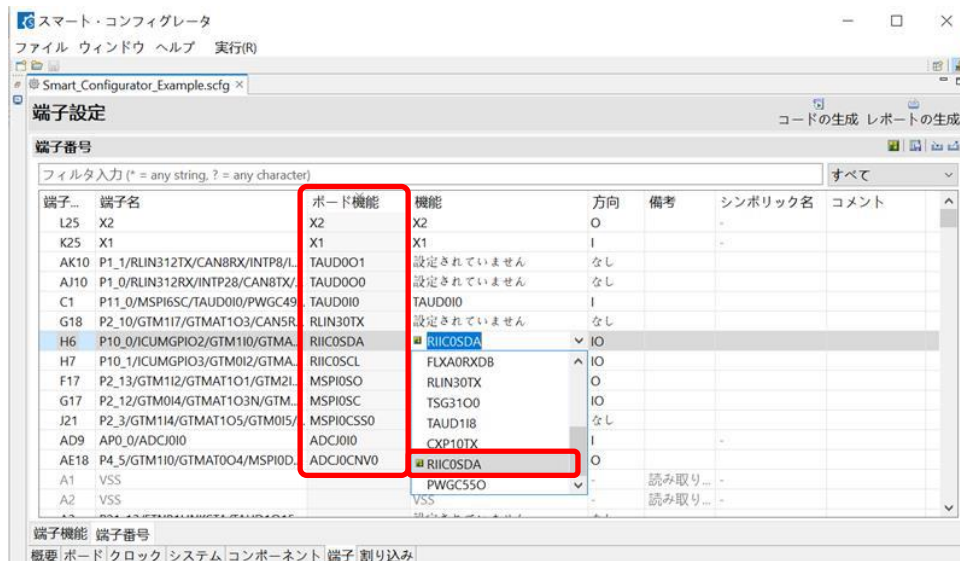 スマート・コンフィグレータ
ファイル ウィンドウ ヘルプ 実行(R)
Smart_Configurator_Example.scfg
端子設定
コードの生成 レポートの生成
端子番号
フィルタ入力 (* = any string, ? = any character) すべて
端子... 端子名 ボード機能 機能 方向 備考 シンボリック名 コメント
L25 X2 X2 X2 O -
K25 X1 X1 X1 I -
AK10 P1_1/RLIN312TX/CAN8RX/INTP8/I... TAUD0O1 設定されていません なし
AJ10 P1_0/RLIN312RX/INTP28/CAN8TX/... TAUD0O0 設定されていません なし
C1 P11_0/MSPI6SC/TAUD0I0/PWGC49... TAUD0I0 TAUD0I0 I
G18 P2_10/GTM1I7/GTMAT1O3/CAN5R... RLIN30TX 設定されていません なし
H6 P10_0/ICUMGPIO2/GTM1I0/GTMA... RIIC0SDA RIIC0SDA IO
H7 P10_1/ICUMGPIO3/GTM0I2/GTMA... RIIC0SCL FLXA0RXDB IO
F17 P2_13/GTM1I2/GTMAT1O1/GTM2I... MSPI0SO RLIN30TX O
G17 P2_12/GTM0I4/GTMAT1O3N/GTM... MSPI0SC TSG31O0 IO
J21 P2_3/GTM1I4/GTMAT1O5/GTM0I5/... MSPI0CSS0 TAUD1I8 なし
AD9 AP0_0/ADCJ0I0 ADCJ0I0 CXP10TX I -
AE18 P4_5/GTM1I0/GTMAT0O4/MSPI0D... ADCJ0CNV0 RIIC0SDA O
A1 VSS PWGC55O - 読み取り... -
A2 VSS VSS - 読み取り... -
端子機能 端子番号
概要 ボード クロック システム コンポーネント 端子 割り込み